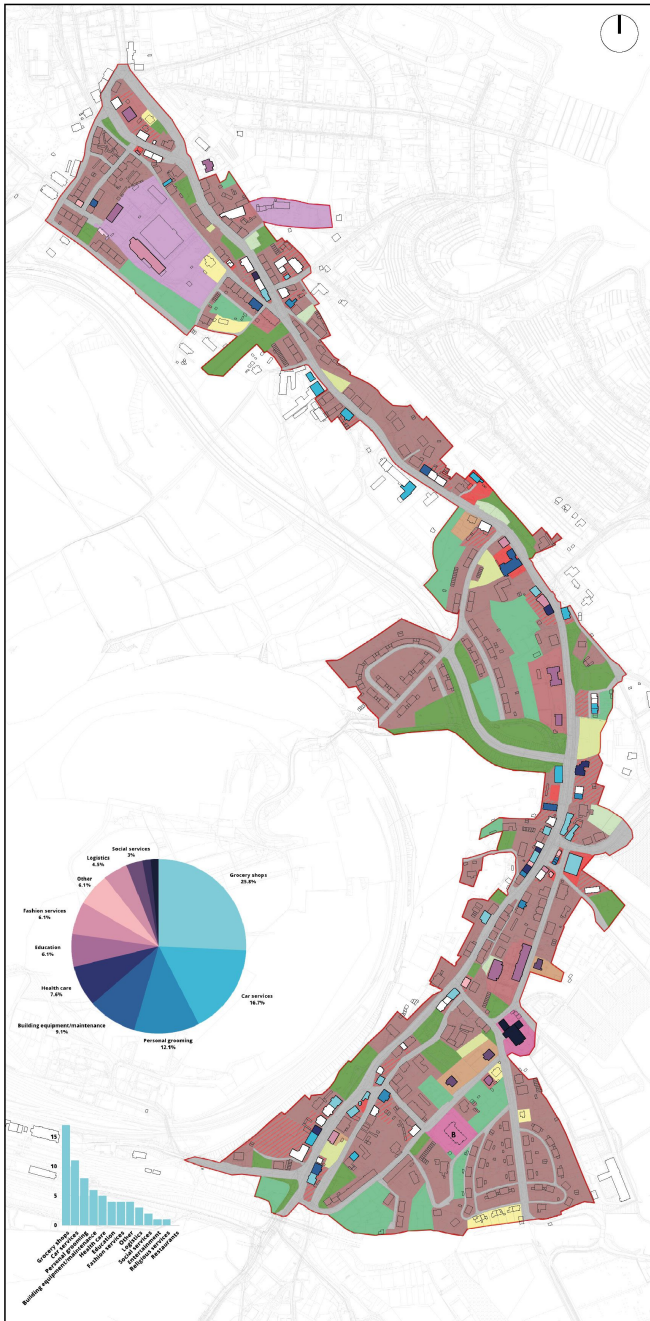 B
Social services
3%
Logistics
4.5%
Other
6.1%
Fashion services
6.1%
Education
6.1%
Health care
7.6%
Building equipment/maintenance
9.1%
Personal grooming
12.1%
Car services
16.7%
Grocery shops
25.8%
15
10
5
0
Grocery shops
Car services
Personal grooming
Building equipment/maintenance
Health care
Education
Fashion services
Other
Logistics
Social services
Entertainment
Religious services
Restaurants